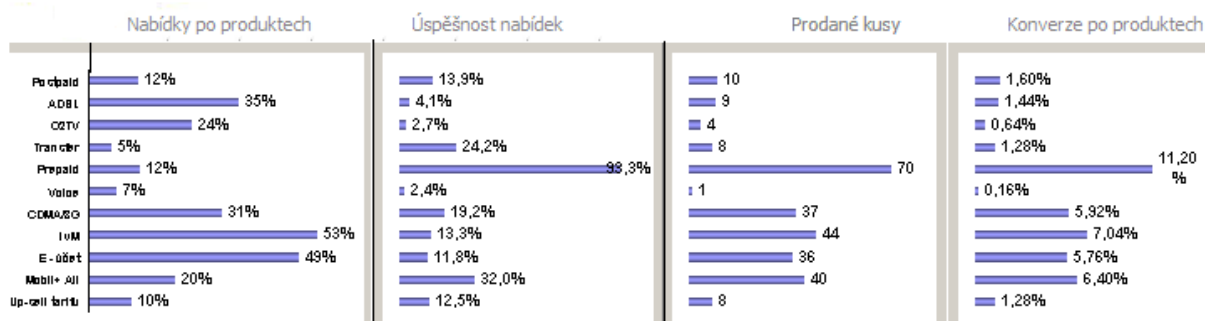 Nabídky po produktech Úspěšnost nabídek Prodané kusy Konverze po produktech
Postpaid 12% 13,9% 10 1,60%
ADSL 35% 4,1% 9 1,44%
O2TV 24% 2,7% 4 0,64%
Transfer 5% 24,2% 8 1,28%
Prepaid 12% 93,3% 70 11,20
%
Voice 7% 2,4% 1 0,16%
CDMA/3G 31% 19,2% 37 5,92%
53% 13,3% 44 7,04%
E - účet 49% 11,8% 36 5,76%
Mobil+ All 20% 32,0% 40 6,40%
Up-sell tarifu 10% 12,5% 8 1,28%